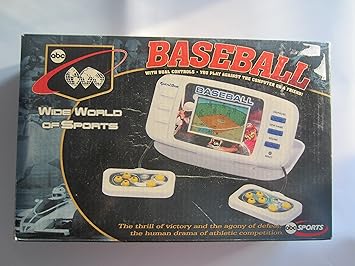 abc
WIDE WORLD
OF SPORTS
BASEBALL
WITH DUAL CONTROLS • YOU PLAY AGAINST THE COMPUTER OR A FRIEND!
BASEBALL
The thrill of victory and the agony of defeat,
the human drama of athletic competition.
abc SPORTS